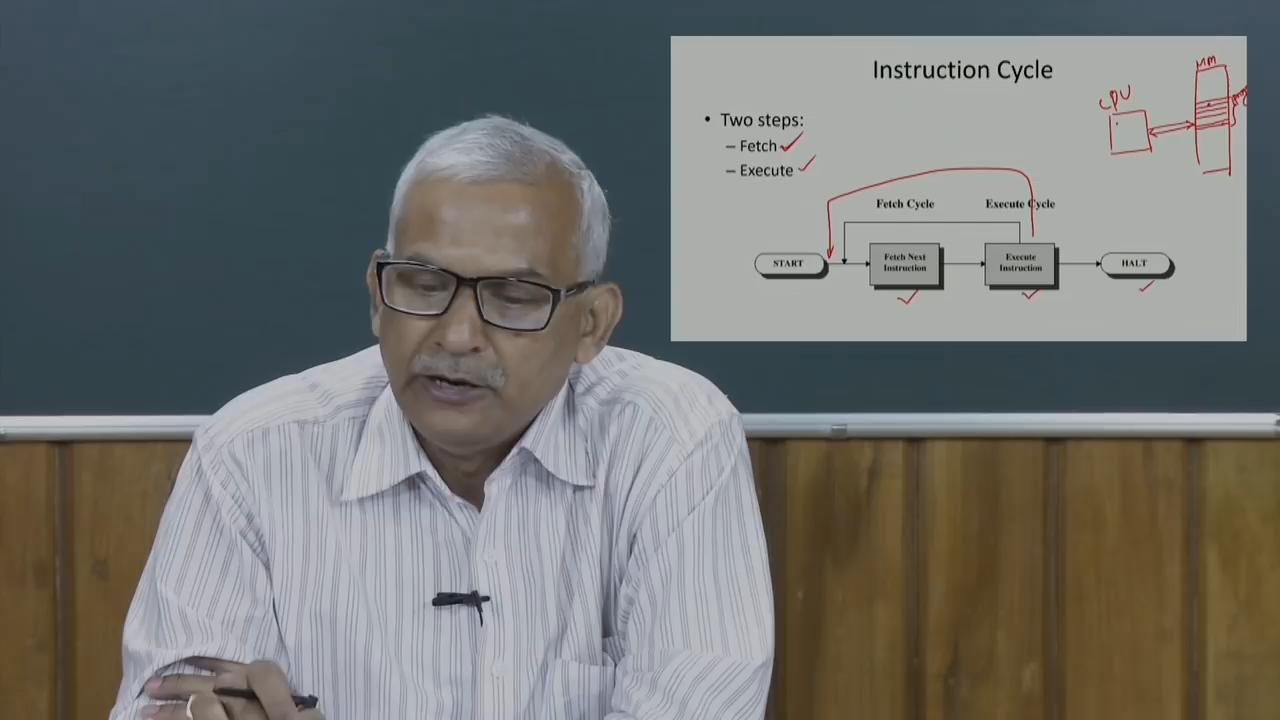 Instruction Cycle
MM
CPU
• Two steps:
– Fetch
– Execute
Fetch Cycle Execute Cycle
START
Fetch Next
Instruction
Execute
Instruction
HALT